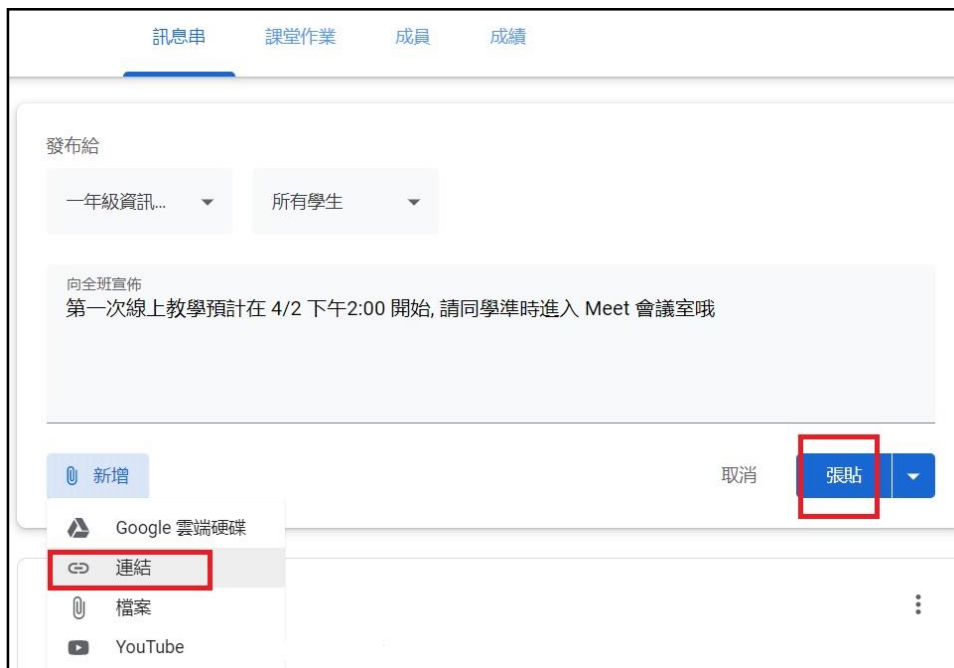 訊息串 課堂作業 成員 成績
發布給
一年級資訊... 所有學生
向全班宣佈
第一次線上教學預計在 4/2 下午2:00 開始, 請同學準時進入 Meet 會議室哦
新增 取消 張貼
Google 雲端硬碟
連結
檔案
YouTube